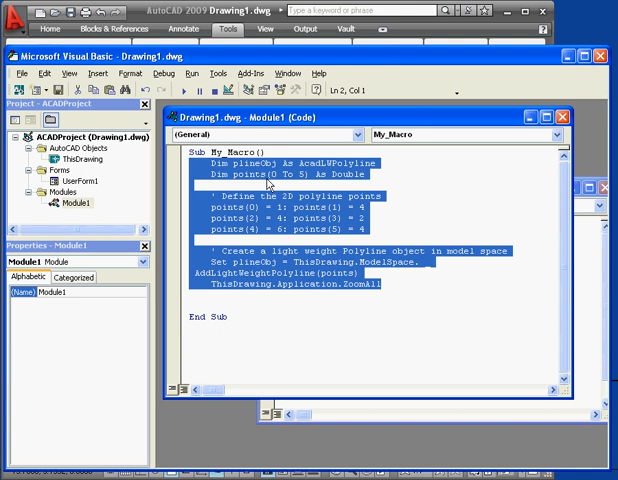 AutoCAD 2009 Drawing1.dwg
Type a keyword or phrase
Home Blocks & References Annotate Tools View Output Vault
Microsoft Visual Basic - Drawing1.dwg
File Edit View Insert Format Debug Run Tools Add-Ins Window Help
Ln 2, Col 1
Project - ACADProject
ACADProject (Drawing1.dwg)
AutoCAD Objects
ThisDrawing
Forms
UserForm1
Modules
Module1
Properties - Module1
Module1 Module
Alphabetic Categorized
(Name) Module1
Drawing1.dwg - Module1 (Code)
(General) My_Macro
Sub My_Macro()
Dim plineObj As AcadLWPolyline
Dim points(0 To 5) As Double
' Define the 2D polyline points
points(0) = 1: points(1) = 4
points(2) = 4: points(3) = 2
points(4) = 6: points(5) = 4
' Create a light weight Polyline object in model space
Set plineObj = ThisDrawing.ModelSpace. _
AddLightWeightPolyline(points)
ThisDrawing.Application.ZoomAll
End Sub